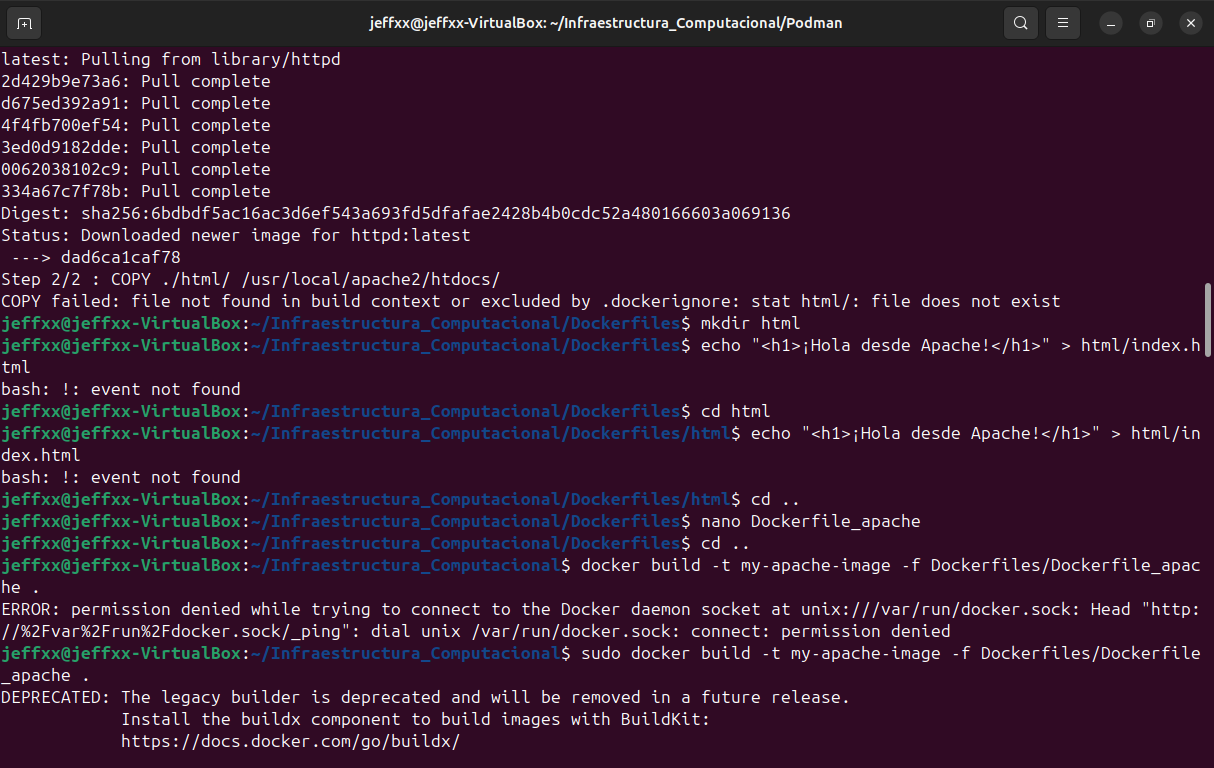 jeffxx@jeffxx-VirtualBox: ~/Infraestructura_Computacional/Podman
latest: Pulling from library/httpd
2d429b9e73a6: Pull complete
d675ed392a91: Pull complete
4f4fb700ef54: Pull complete
3ed0d9182dde: Pull complete
0062038102c9: Pull complete
334a67c7f78b: Pull complete
Digest: sha256:6bdbdf5ac16ac3d6ef543a693fd5dfafae2428b4b0cdc52a480166603a069136
Status: Downloaded newer image for httpd:latest
 ---> dad6ca1caf78
Step 2/2 : COPY ./html/ /usr/local/apache2/htdocs/
COPY failed: file not found in build context or excluded by .dockerignore: stat html/: file does not exist
jeffxx@jeffxx-VirtualBox:~/Infraestructura_Computacional/Dockerfiles$ mkdir html
jeffxx@jeffxx-VirtualBox:~/Infraestructura_Computacional/Dockerfiles$ echo "<h1>¡Hola desde Apache!</h1>" > html/index.h
tml
bash: !: event not found
jeffxx@jeffxx-VirtualBox:~/Infraestructura_Computacional/Dockerfiles$ cd html
jeffxx@jeffxx-VirtualBox:~/Infraestructura_Computacional/Dockerfiles/html$ echo "<h1>¡Hola desde Apache!</h1>" > html/in
dex.html
bash: !: event not found
jeffxx@jeffxx-VirtualBox:~/Infraestructura_Computacional/Dockerfiles/html$ cd ..
jeffxx@jeffxx-VirtualBox:~/Infraestructura_Computacional/Dockerfiles$ nano Dockerfile_apache
jeffxx@jeffxx-VirtualBox:~/Infraestructura_Computacional/Dockerfiles$ cd ..
jeffxx@jeffxx-VirtualBox:~/Infraestructura_Computacional$ docker build -t my-apache-image -f Dockerfiles/Dockerfile_apac
he .
ERROR: permission denied while trying to connect to the Docker daemon socket at unix:///var/run/docker.sock: Head "http:
//%2Fvar%2Frun%2Fdocker.sock/_ping": dial unix /var/run/docker.sock: connect: permission denied
jeffxx@jeffxx-VirtualBox:~/Infraestructura_Computacional$ sudo docker build -t my-apache-image -f Dockerfiles/Dockerfile
_apache .
DEPRECATED: The legacy builder is deprecated and will be removed in a future release.
            Install the buildx component to build images with BuildKit:
            https://docs.docker.com/go/buildx/